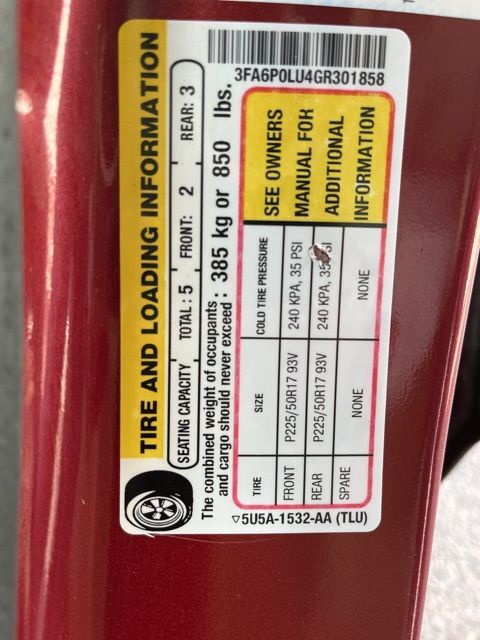 TIRE AND LOADING INFORMATION
SEATING CAPACITY TOTAL : 5 FRONT: 2 REAR: 3
The combined weight of occupants
and cargo should never exceed : 385 kg or 850 lbs.
3FA6P0LU4GR301858
TIRE SIZE COLD TIRE PRESSURE
FRONT P225/50R17 93V 240 KPA, 35 PSI
REAR P225/50R17 93V 240 KPA,
SPARE NONE NONE
SEE OWNERS
MANUAL FOR
ADDITIONAL
INFORMATION
▽5U5A-1532-AA (TLU)